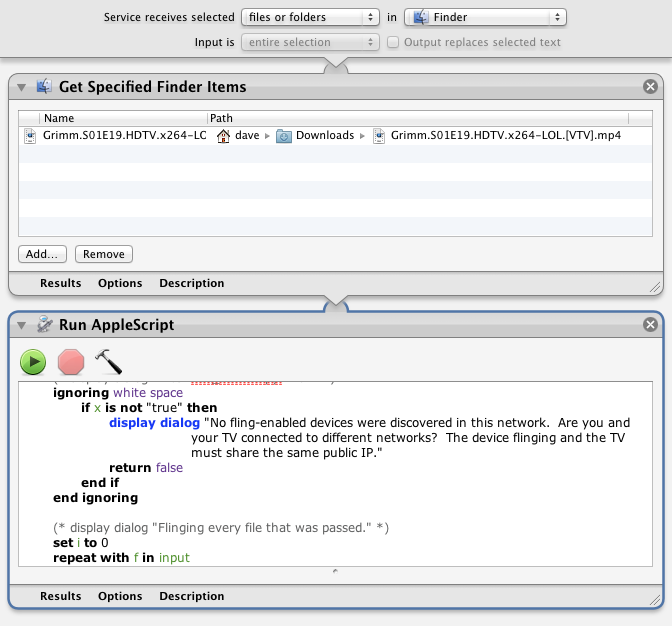 Service receives selected files or folders in Finder
Input is entire selection Output replaces selected text
Get Specified Finder Items
Name Path
Grimm.S01E19.HDTV.x264-LO dave Downloads Grimm.S01E19.HDTV.x264-LOL.[VTV].mp4
Add... Remove
Results Options Description
Run AppleScript
ignoring white space
if x is not "true" then
display dialog "No fling-enabled devices were discovered in this network.  Are you and
your TV connected to different networks?  The device flinging and the TV
must share the same public IP."
return false
end if
end ignoring
(* display dialog "Flinging every file that was passed." *)
set i to 0
repeat with f in input
Results Options Description